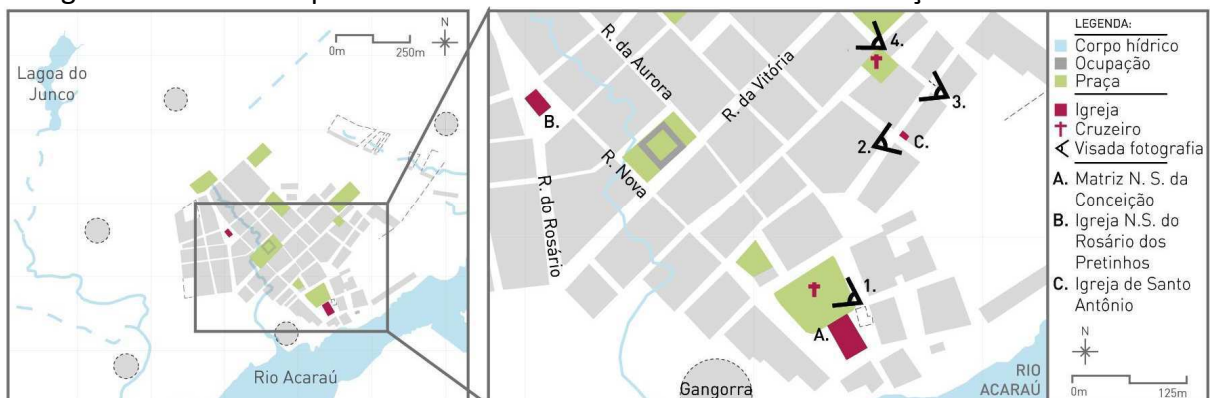 Lagoa do
Junco
N
0m 250m
Rio Acaraú
R. da Aurora
R. da Vitória
R. Nova
R. do Rosário
B.
4.
3.
2.
C.
1.
A.
Gangorra
RIO
ACARAÚ
LEGENDA:
Corpo hídrico
Ocupação
Praça
Igreja
Cruzeiro
Visada fotografia
A. Matriz N. S. da
Conceição
B. Igreja N.S. do
Rosário dos
Pretinhos
C. Igreja de Santo
Antônio
N
0m 125m